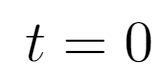 t = 0